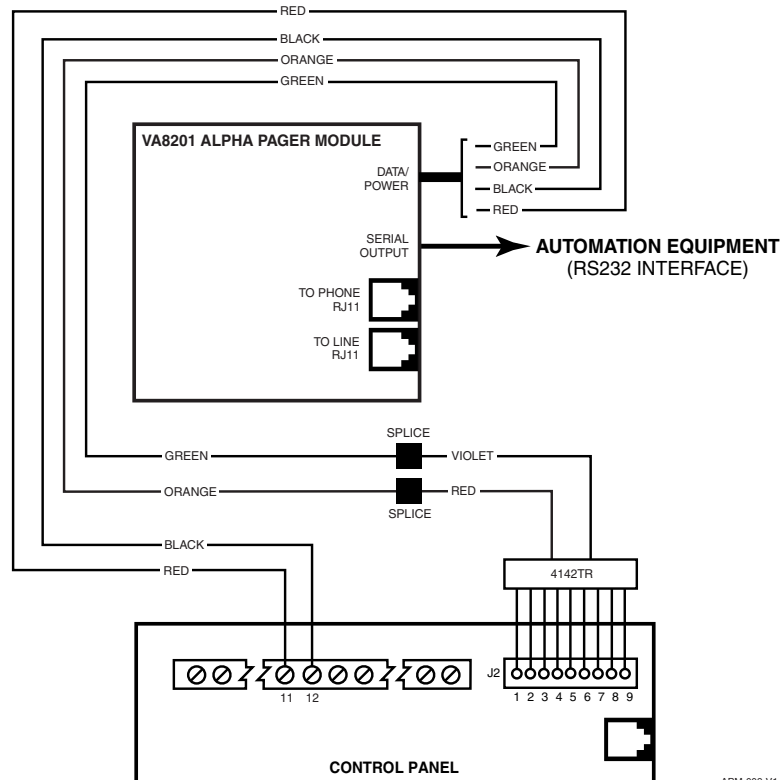 RED
BLACK
ORANGE
GREEN
VA8201 ALPHA PAGER MODULE
DATA/
POWER
GREEN
ORANGE
BLACK
RED
SERIAL
OUTPUT
AUTOMATION EQUIPMENT
(RS232 INTERFACE)
TO PHONE
RJ11
TO LINE
RJ11
SPLICE
GREEN
VIOLET
ORANGE
RED
SPLICE
BLACK
RED
4142TR
J2
11 12
1 2 3 4 5 6 7 8 9
CONTROL PANEL